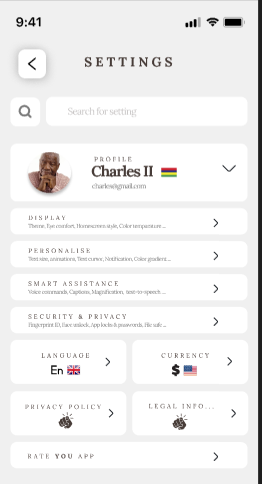 9:41
SETTINGS
Search for setting
PROFILE
Charles II
charles@gmail.com
DISPLAY
Theme, Eye comfort, Homescreen style, Color temperature...
PERSONALISE
Text size, animations, Text cursor, Notification, Color gradient...
SMART ASSISTANCE
Voice commands, Captions, Magnification, text-to-speech ...
SECURITY & PRIVACY
(fingerprint ID, Face unlock, App locks & passwords, File safe ...
LANGUAGE
En
CURRENCY
$
PRIVACY POLICY
LEGAL INFO...
RATE YOU APP